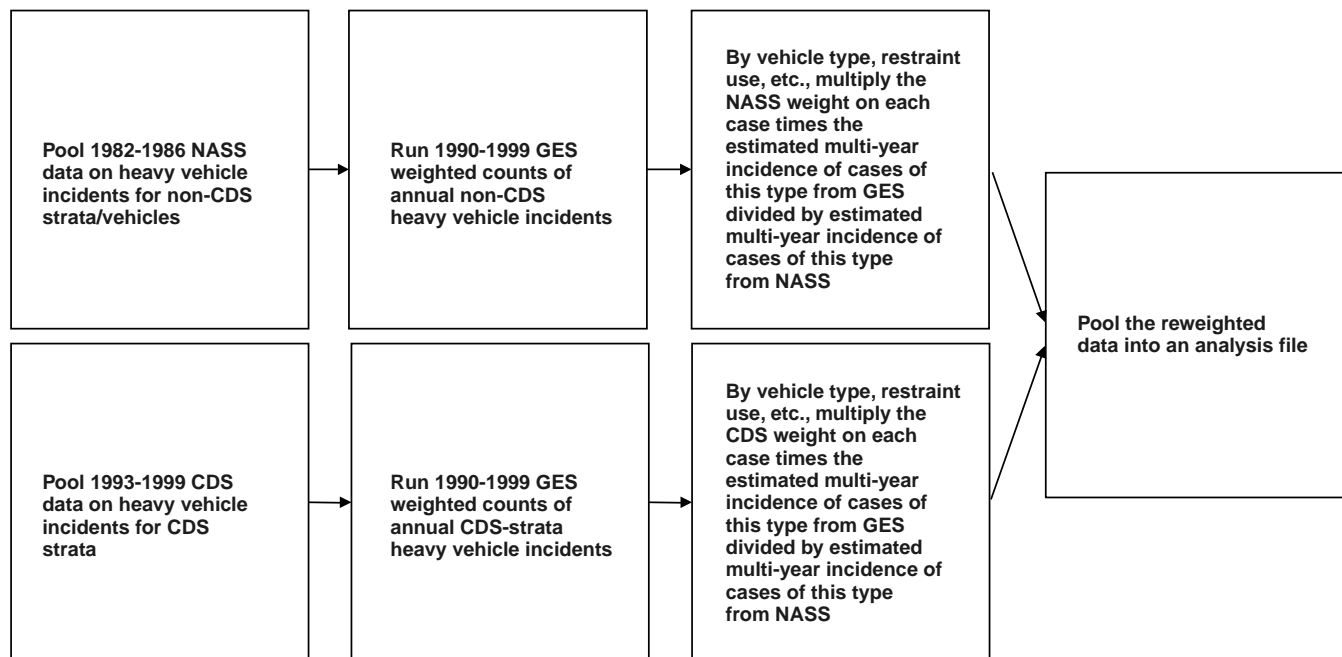 Pool 1982-1986 NASS
data on heavy vehicle
incidents for non-CDS
strata/vehicles
Run 1990-1999 GES
weighted counts of
annual non-CDS
heavy vehicle incidents
By vehicle type, restraint
use, etc., multiply the
NASS weight on each
case times the
estimated multi-year
incidence of cases of
this type from GES
divided by estimated
multi-year incidence of
cases of this type
from NASS
Pool 1993-1999 CDS
data on heavy vehicle
incidents for CDS
strata
Run 1990-1999 GES
weighted counts of
annual CDS-strata
heavy vehicle incidents
By vehicle type, restraint
use, etc., multiply the
CDS weight on each
case times the
estimated multi-year
incidence of cases of
this type from GES
divided by estimated
multi-year incidence of
cases of this type
from NASS
Pool the reweighted
data into an analysis file